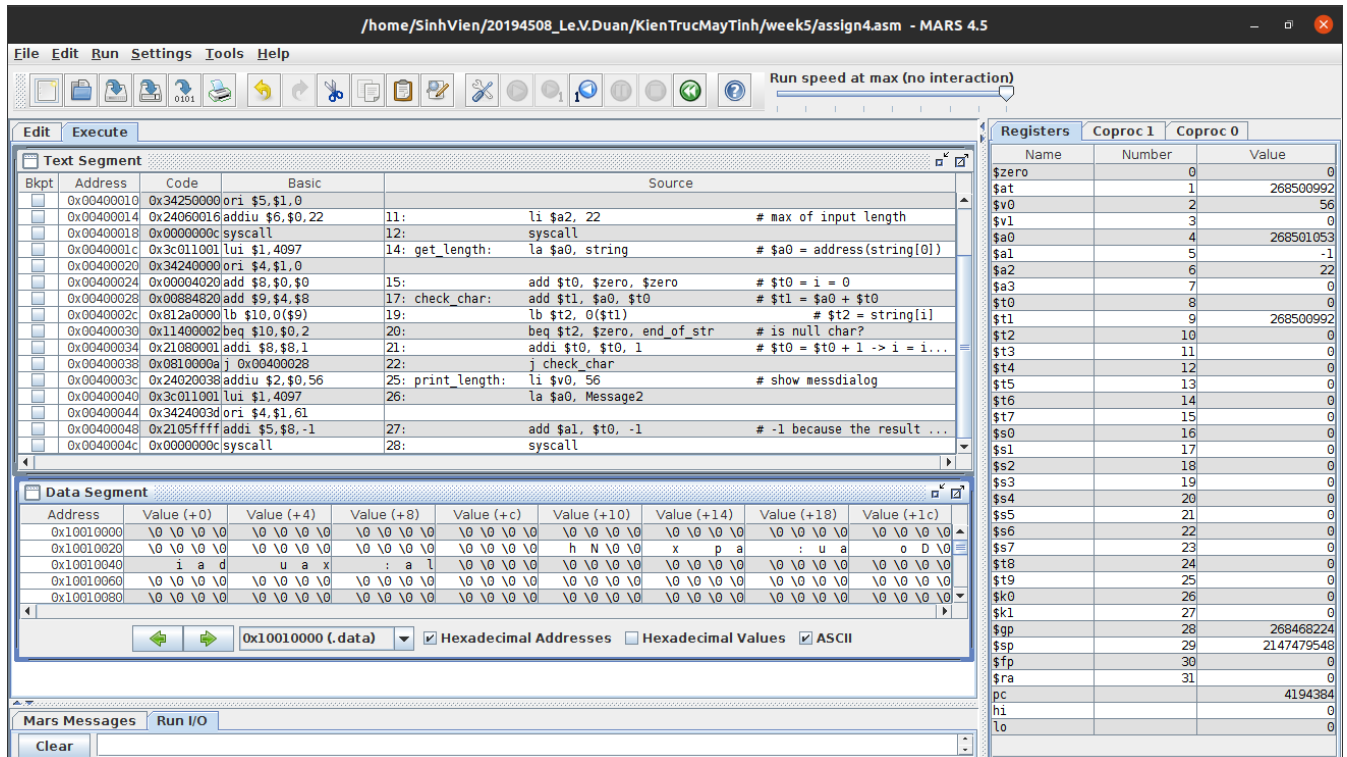 /home/SinhVien/20194508_Le.V.Duan/KienTrucMayTinh/week5/assign4.asm - MARS 4.5
File Edit Run Settings Tools Help
Run speed at max (no interaction)
Edit Execute
Text Segment
Bkpt Address Code Basic Source
0x00400010 0x34250000 ori $5,$1,0
0x00400014 0x24060016 addiu $6,$0,22 11: li $a2, 22 # max of input length
0x00400018 0x0000000c syscall 12: syscall
0x0040001c 0x3c011001 lui $1,4097 14: get_length: la $a0, string # $a0 = address(string[0])
0x00400020 0x34240000 ori $4,$1,0
0x00400024 0x00004020 add $8,$0,$0 15: add $t0, $zero, $zero # $t0 = i = 0
0x00400028 0x00884820 add $9,$4,$8 17: check_char: add $t1, $a0, $t0 # $t1 = $a0 + $t0
0x0040002c 0x812a0000 lb $10,0($9) 19: lb $t2, 0($t1) # $t2 = string[i]
0x00400030 0x11400002 beq $10,$0,2 20: beq $t2, $zero, end_of_str # is null char?
0x00400034 0x21080001 addi $8,$8,1 21: addi $t0, $t0, 1 # $t0 = $t0 + 1 -> i = i...
0x00400038 0x0810000a j 0x00400028 22: j check_char
0x0040003c 0x24020038 addiu $2,$0,56 25: print_length: li $v0, 56 # show messdialog
0x00400040 0x3c011001 lui $1,4097 26: la $a0, Message2
0x00400044 0x3424003d ori $4,$1,61
0x00400048 0x2105ffff addi $5,$8,-1 27: add $a1, $t0, -1 # -1 because the result ...
0x0040004c 0x0000000c syscall 28: syscall
Data Segment
Address Value (+0) Value (+4) Value (+8) Value (+c) Value (+10) Value (+14) Value (+18) Value (+1c)
0x10010000 \0 \0 \0 \0 \0 \0 \0 \0 \0 \0 \0 \0 \0 \0 \0 \0 \0 \0 \0 \0 \0 \0 \0 \0 \0 \0 \0 \0 \0 \0 \0 \0
0x10010020 \0 \0 \0 \0 \0 \0 \0 \0 \0 \0 \0 \0 \0 \0 \0 \0 h N \0 \0 x p a : u a o D \0
0x10010040 i a d u a x : a l \0 \0 \0 \0 \0 \0 \0 \0 \0 \0 \0 \0 \0 \0 \0 \0 \0 \0 \0 \0
0x10010060 \0 \0 \0 \0 \0 \0 \0 \0 \0 \0 \0 \0 \0 \0 \0 \0 \0 \0 \0 \0 \0 \0 \0 \0 \0 \0 \0 \0 \0 \0 \0 \0
0x10010080 \0 \0 \0 \0 \0 \0 \0 \0 \0 \0 \0 \0 \0 \0 \0 \0 \0 \0 \0 \0 \0 \0 \0 \0 \0 \0 \0 \0 \0 \0 \0 \0
0x10010000 (.data) Hexadecimal Addresses Hexadecimal Values ASCII
Mars Messages Run I/O
Clear
Registers Coproc 1 Coproc 0
Name Number Value
$zero 0 0
$at 1 268500992
$v0 2 56
$v1 3 0
$a0 4 268501053
$a1 5 -1
$a2 6 22
$a3 7 0
$t0 8 0
$t1 9 268500992
$t2 10 0
$t3 11 0
$t4 12 0
$t5 13 0
$t6 14 0
$t7 15 0
$s0 16 0
$s1 17 0
$s2 18 0
$s3 19 0
$s4 20 0
$s5 21 0
$s6 22 0
$s7 23 0
$t8 24 0
$t9 25 0
$k0 26 0
$k1 27 0
$gp 28 268468224
$sp 29 2147479548
$fp 30 0
$ra 31 0
pc 4194384
hi 0
lo 0